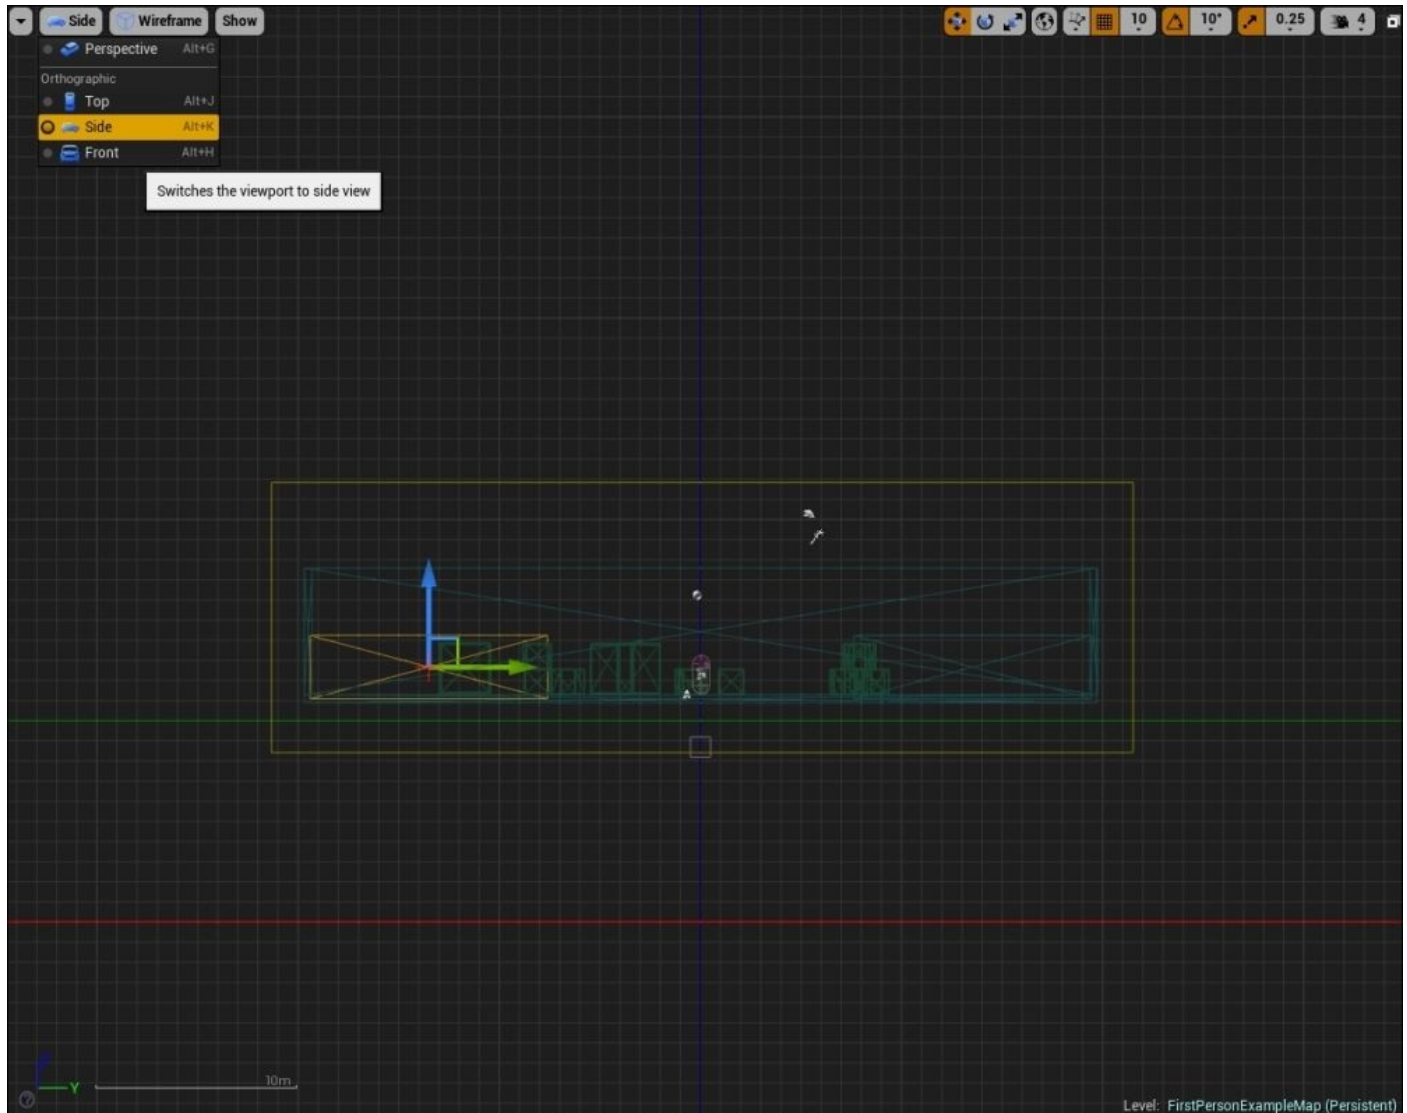 Side Wireframe Show 10 10° 0.25 4
Perspective Alt+G
Orthographic
Top Alt+J
Side Alt+K
Front Alt+H
Switches the viewport to side view
10m
Y
Level: FirstPersonExampleMap (Persistent)